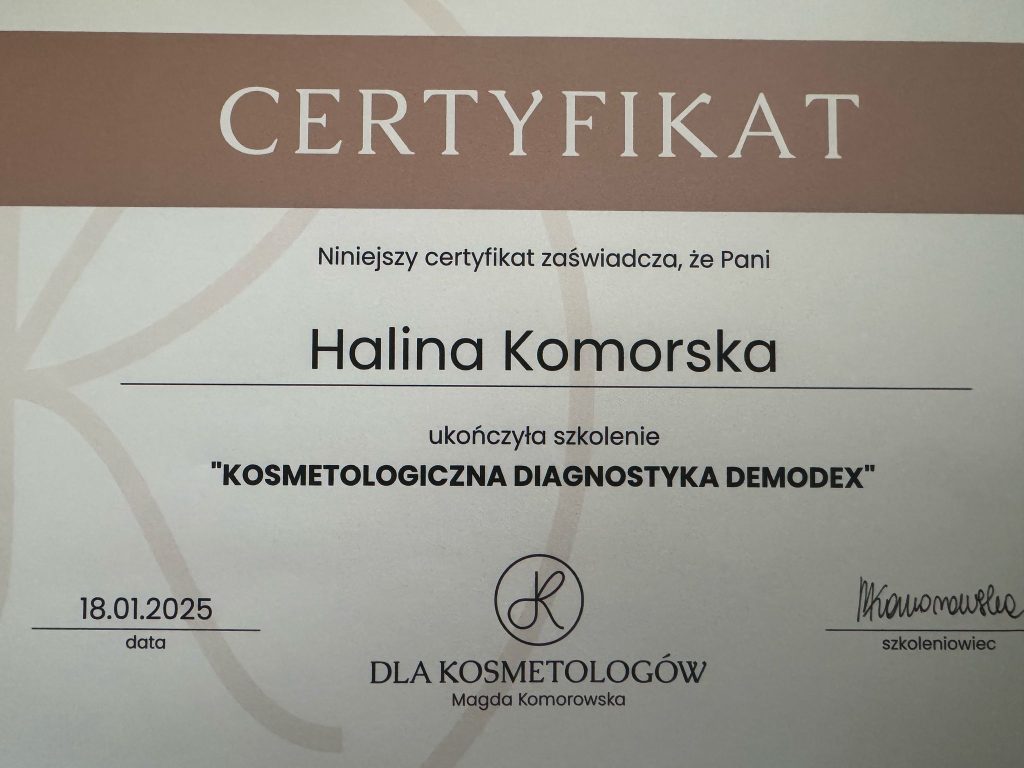 CERTYFIKAT
Niniejszy certyfikat zaświadcza, że Pani
Halina Komorska
ukończyła szkolenie
"KOSMETOLOGICZNA DIAGNOSTYKA DEMODEX"
18.01.2025
data
DLA KOSMETOLOGÓW
Magda Komorowska
MKomorowska
szkoleniowiec